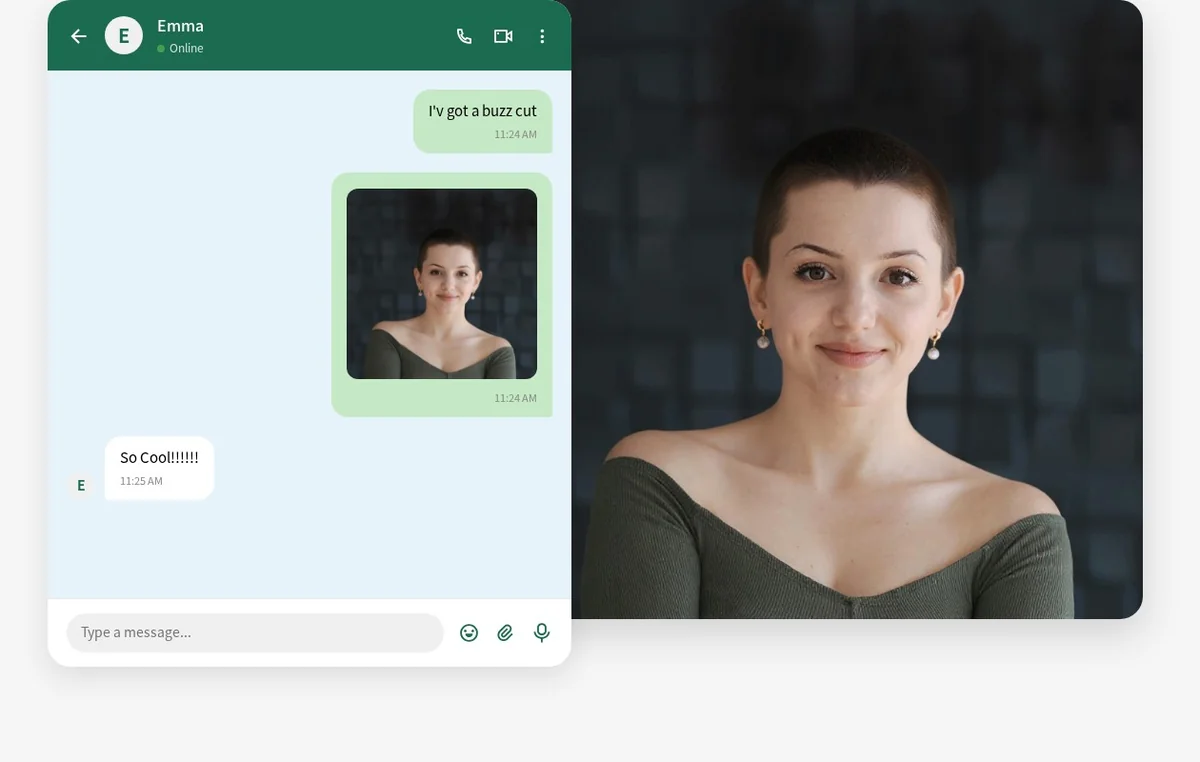 E
Emma
Online
I'v got a buzz cut
11:24 AM
11:24 AM
So Cool!!!!!!
11:25 AM
E
Type a message...